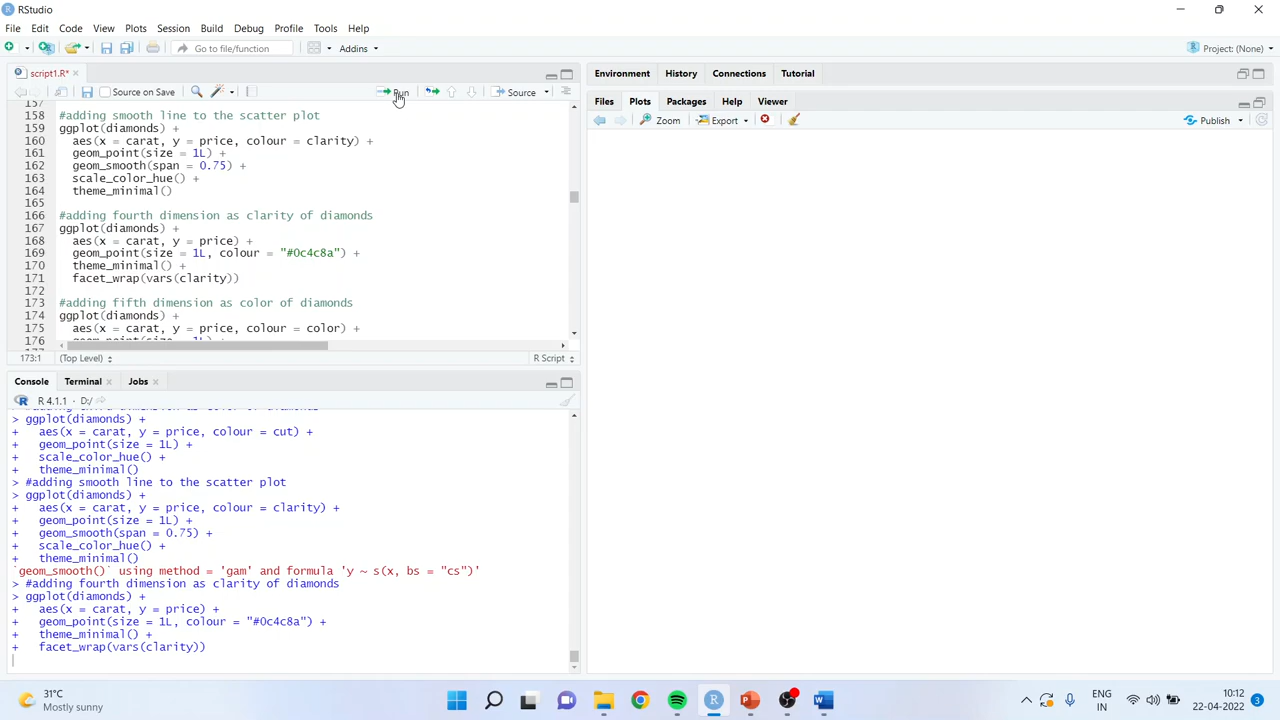 RStudio
File Edit Code View Plots Session Build Debug Profile Tools Help
Go to file/function Addins Project: (None)
script1.R*
Source on Save Run Source
157
158 #adding smooth line to the scatter plot
159 ggplot(diamonds) +
160 aes(x = carat, y = price, colour = clarity) +
161 geom_point(size = 1L) +
162 geom_smooth(span = 0.75) +
163 scale_color_hue() +
164 theme_minimal()
165
166 #adding fourth dimension as clarity of diamonds
167 ggplot(diamonds) +
168 aes(x = carat, y = price) +
169 geom_point(size = 1L, colour = "#0c4c8a") +
170 theme_minimal() +
171 facet_wrap(vars(clarity))
172
173 #adding fifth dimension as color of diamonds
174 ggplot(diamonds) +
175 aes(x = carat, y = price, colour = color) +
176
173:1 (Top Level) R Script
Console Terminal Jobs
R 4.1.1 · D:/
> ggplot(diamonds) +
+ aes(x = carat, y = price, colour = cut) +
+ geom_point(size = 1L) +
+ scale_color_hue() +
+ theme_minimal()
> #adding smooth line to the scatter plot
> ggplot(diamonds) +
+ aes(x = carat, y = price, colour = clarity) +
+ geom_point(size = 1L) +
+ geom_smooth(span = 0.75) +
+ scale_color_hue() +
+ theme_minimal()
`geom_smooth()` using method = 'gam' and formula 'y ~ s(x, bs = "cs")'
> #adding fourth dimension as clarity of diamonds
> ggplot(diamonds) +
+ aes(x = carat, y = price) +
+ geom_point(size = 1L, colour = "#0c4c8a") +
+ theme_minimal() +
+ facet_wrap(vars(clarity))
Environment History Connections Tutorial
Files Plots Packages Help Viewer
Zoom Export Publish
31°C
Mostly sunny
ENG
IN
10:12
22-04-2022
3